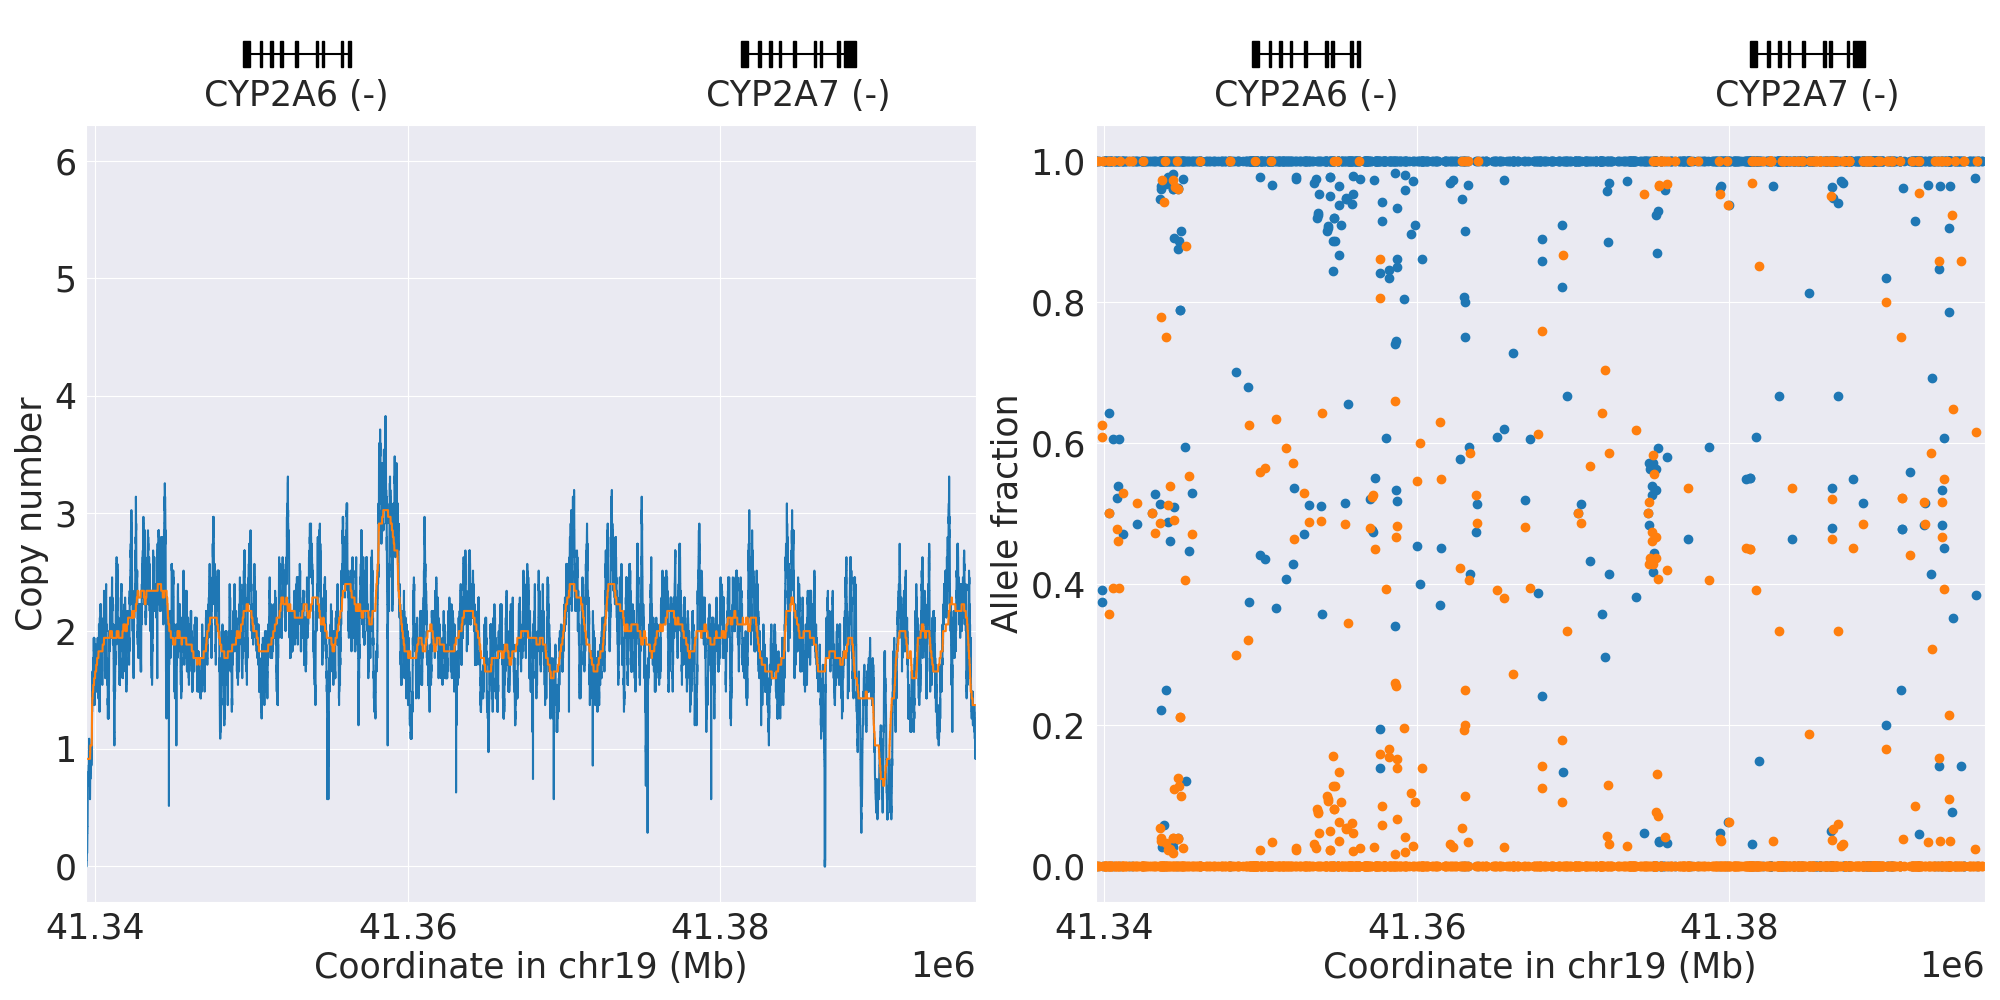 CYP2A6 (-)
CYP2A7 (-)
6
5
4
3
2
1
0
Copy number
41.34
41.36
41.38
Coordinate in chr19 (Mb)
1e6
CYP2A6 (-)
CYP2A7 (-)
1.0
0.8
0.6
0.4
0.2
0.0
Allele fraction
41.34
41.36
41.38
Coordinate in chr19 (Mb)
1e6